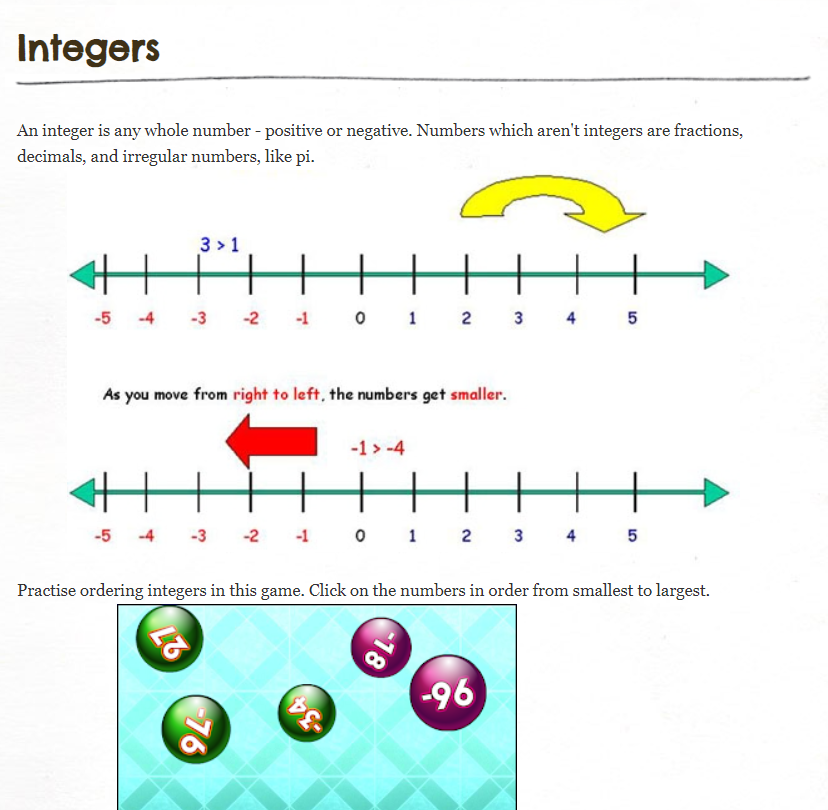 Integers
An integer is any whole number - positive or negative. Numbers which aren't integers are fractions,
decimals, and irregular numbers, like pi.
3 > 1
-5 -4 -3 -2 -1 0 1 2 3 4 5
As you move from right to left, the numbers get smaller.
-1 > -4
-5 -4 -3 -2 -1 0 1 2 3 4 5
Practise ordering integers in this game. Click on the numbers in order from smallest to largest.
27
-18
-96
-76
-34